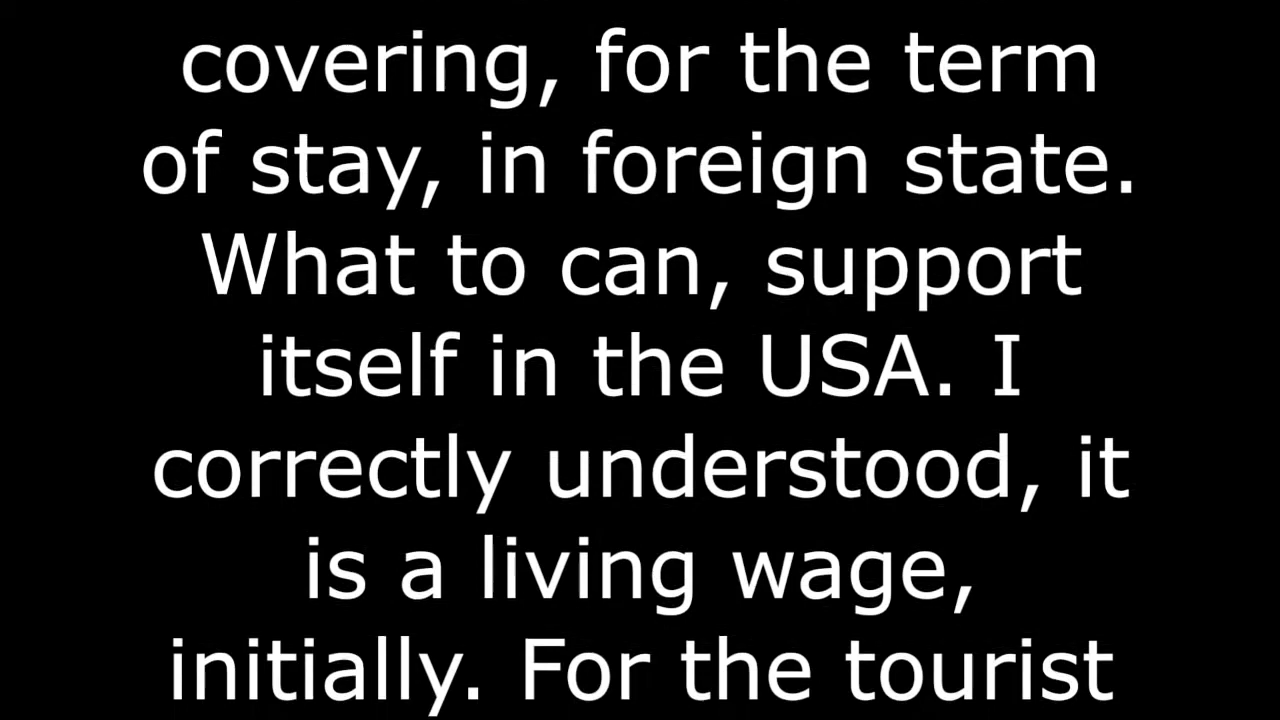 covering, for the term
of stay, in foreign state.
What to can, support
itself in the USA. I
correctly understood, it
is a living wage,
initially. For the tourist